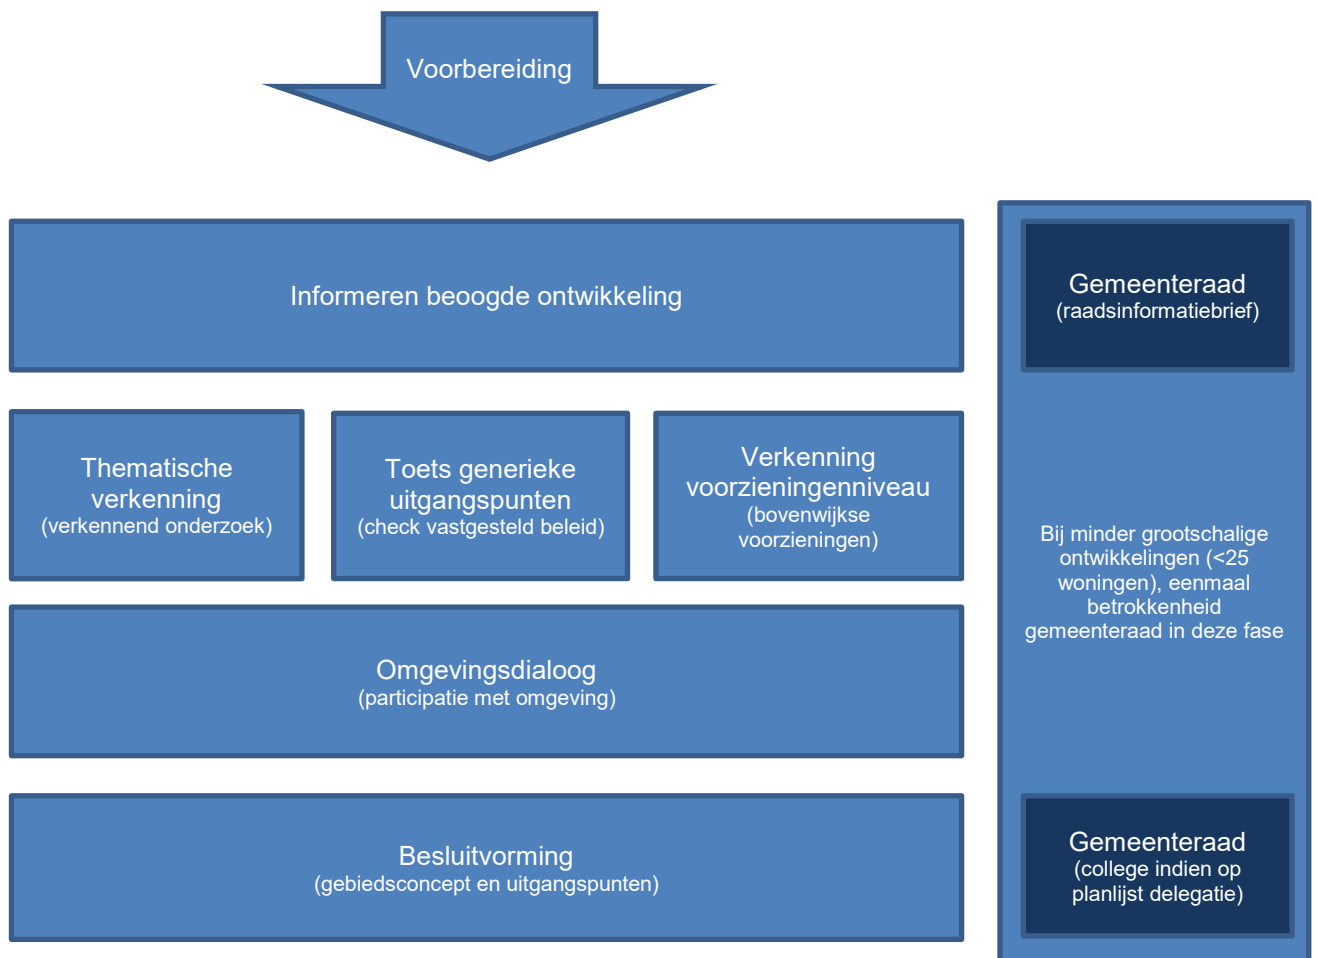 Voorbereiding
Informeren beoogde ontwikkeling
Gemeenteraad
(raadsinformatiebrief)
Thematische
verkenning
(verkennend onderzoek)
Toets generieke
uitgangspunten
(check vastgesteld beleid)
Verkenning
voorzieningenniveau
(bovenwijkse
voorzieningen)
Bij minder grootschalige
ontwikkelingen (<25
woningen), eenmaal
betrokkenheid
gemeenteraad in deze fase
Omgevingsdialoog
(participatie met omgeving)
Besluitvorming
(gebiedsconcept en uitgangspunten)
Gemeenteraad
(college indien op
planlijst delegatie)